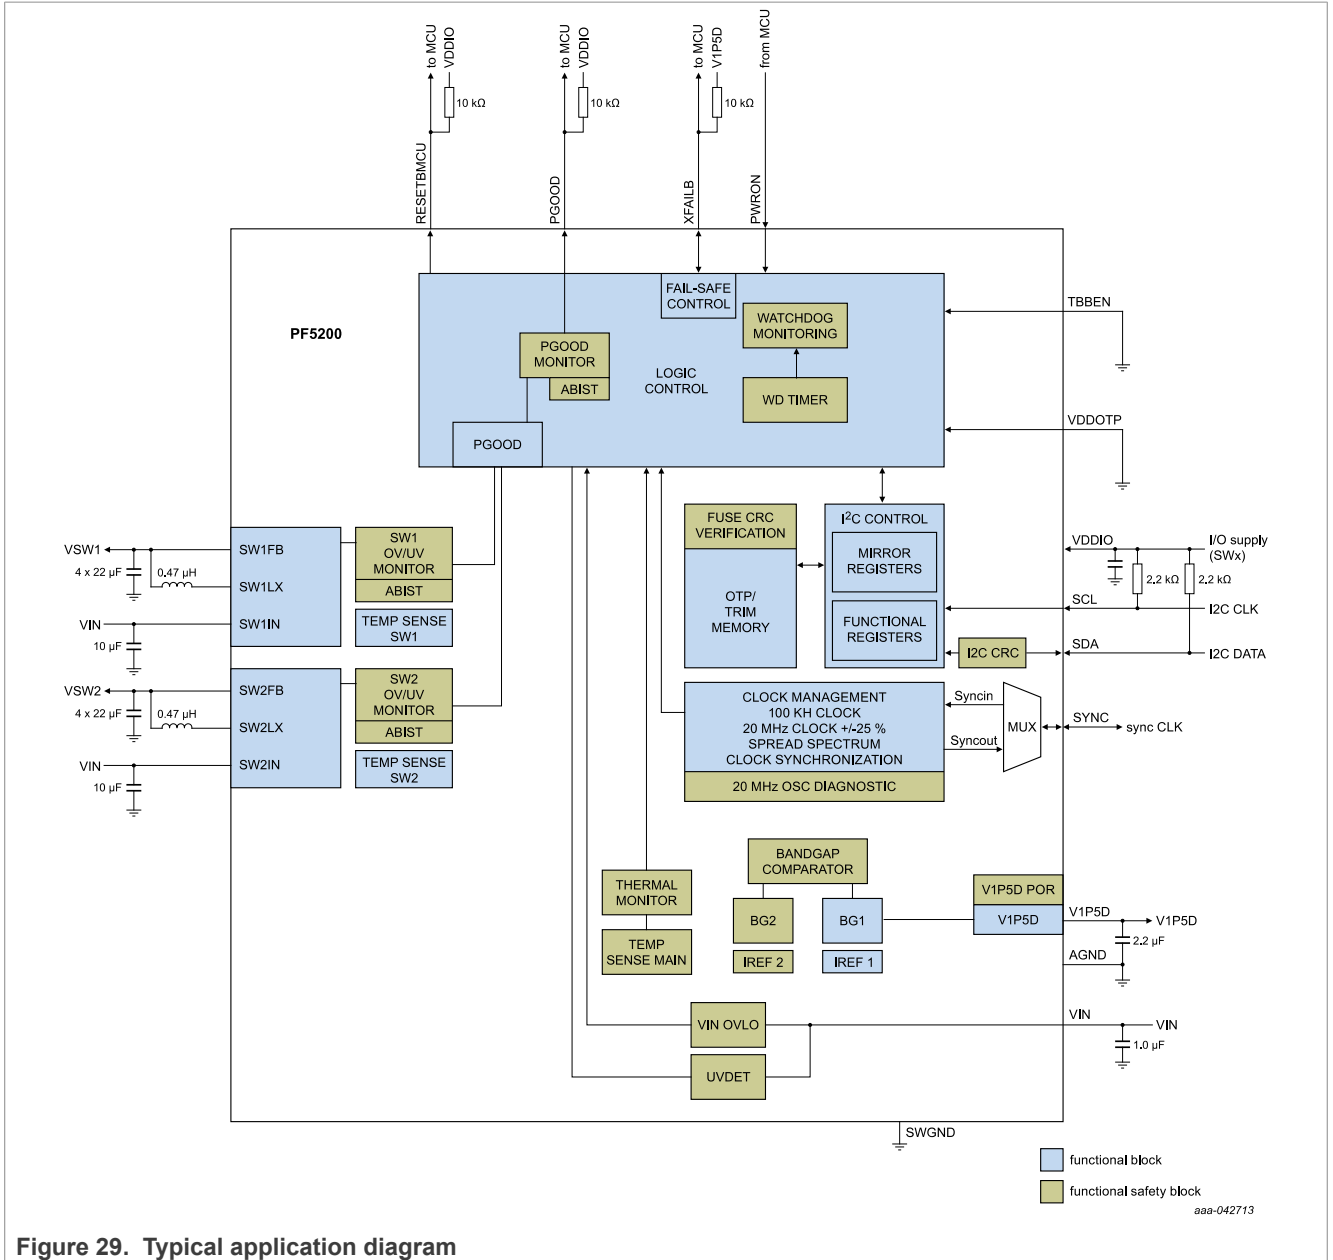 to MCU
VDDIO
10 kΩ
RESETBMCU
to MCU
VDDIO
10 kΩ
PGOOD
to MCU
V1P5D
10 kΩ
XFAILB
from MCU
PWRON
PF5200
FAIL-SAFE
CONTROL
WATCHDOG
MONITORING
PGOOD
MONITOR
ABIST
LOGIC
CONTROL
WD TIMER
PGOOD
TBBEN
VDDOTP
FUSE CRC
VERIFICATION
OTP/
TRIM
MEMORY
I²C CONTROL
MIRROR
REGISTERS
FUNCTIONAL
REGISTERS
I2C CRC
VDDIO
I/O supply
(SWx)
2.2 kΩ
2.2 kΩ
SCL
I2C CLK
SDA
I2C DATA
VSW1
4 x 22 µF
0.47 µH
VIN
10 µF
SW1FB
SW1LX
SW1IN
SW1
OV/UV
MONITOR
ABIST
TEMP SENSE
SW1
VSW2
4 x 22 µF
0.47 µH
VIN
10 µF
SW2FB
SW2LX
SW2IN
SW2
OV/UV
MONITOR
ABIST
TEMP SENSE
SW2
CLOCK MANAGEMENT
100 KH CLOCK
20 MHz CLOCK +/-25 %
SPREAD SPECTRUM
CLOCK SYNCHRONIZATION
20 MHz OSC DIAGNOSTIC
Syncin
Syncout
MUX
SYNC
sync CLK
BANDGAP
COMPARATOR
BG2
BG1
IREF 2
IREF 1
THERMAL
MONITOR
TEMP
SENSE MAIN
V1P5D POR
V1P5D
V1P5D
V1P5D
2.2 µF
AGND
VIN OVLO
UVDET
VIN
VIN
1.0 µF
SWGND
functional block
functional safety block
aaa-042713
Figure 29. Typical application diagram